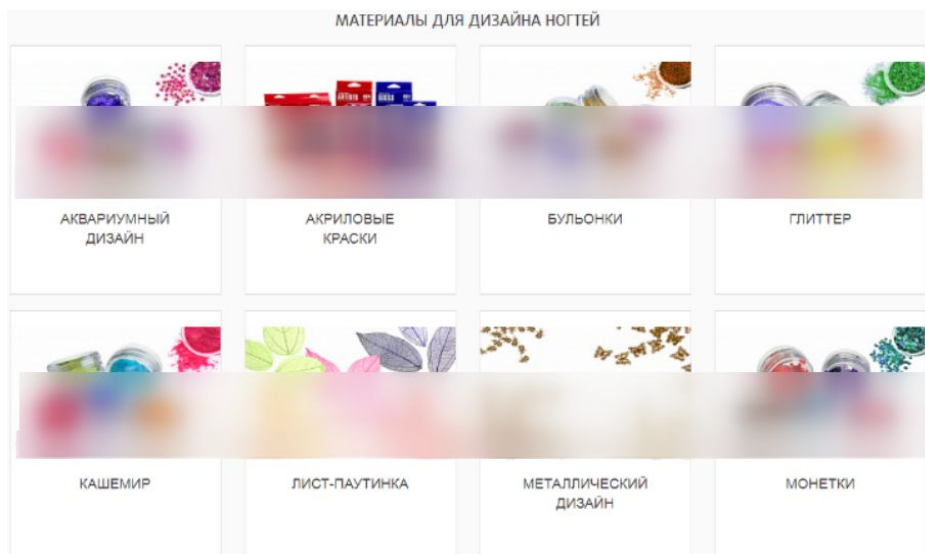 МАТЕРИАЛЫ ДЛЯ ДИЗАЙНА НОГТЕЙ
АКВАРИУМНЫЙ
ДИЗАЙН
АКРИЛОВЫЕ
КРАСКИ
БУЛЬОНКИ
ГЛИТТЕР
КАШЕМИР
ЛИСТ-ПАУТИНКА
МЕТАЛЛИЧЕСКИЙ
ДИЗАЙН
МОНЕТКИ